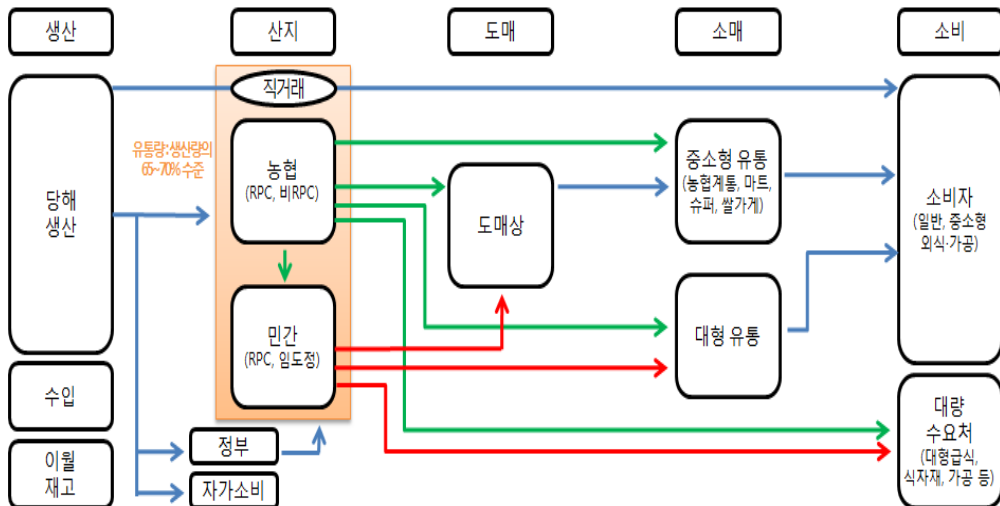 생산
산지
도매
소매
소비
당해
생산
수입
이월
재고
유통량:생산량의
65~70% 수준
직거래
농협
(RPC, 비RPC)
민간
(RPC, 임도정)
정부
자가소비
도매상
중소형 유통
(농협계통, 마트,
슈퍼, 쌀가게)
대형 유통
소비자
(일반, 중소형
외식·가공)
대량
수요처
(대형급식,
식자재, 가공 등)